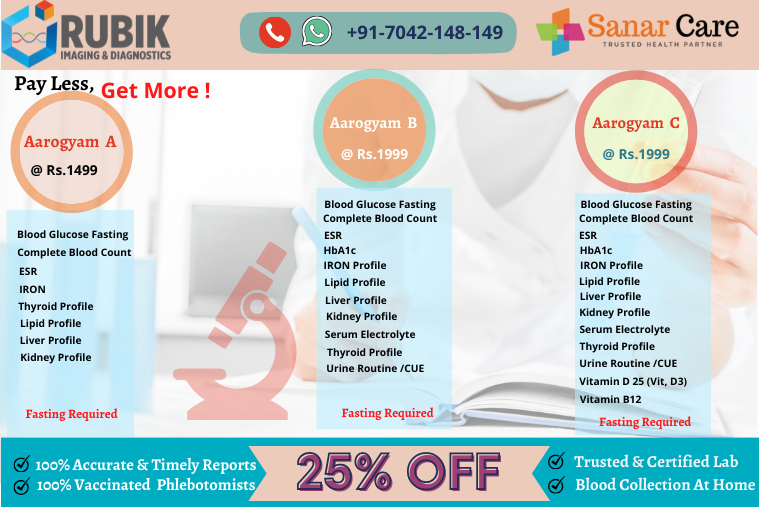 RUBIK
IMAGING & DIAGNOSTICS
+91-7042-148-149
Sanar Care
TRUSTED HEALTH PARTNER
Pay Less, Get More !
Aarogyam A
@ Rs.1499
Blood Glucose Fasting
Complete Blood Count
ESR
IRON
Thyroid Profile
Lipid Profile
Liver Profile
Kidney Profile
Fasting Required
Aarogyam B
@ Rs.1999
Blood Glucose Fasting
Complete Blood Count
ESR
HbA1c
IRON Profile
Lipid Profile
Liver Profile
Kidney Profile
Serum Electrolyte
Thyroid Profile
Urine Routine /CUE
Fasting Required
Aarogyam C
@ Rs.1999
Blood Glucose Fasting
Complete Blood Count
ESR
HbA1c
IRON Profile
Lipid Profile
Liver Profile
Kidney Profile
Serum Electrolyte
Thyroid Profile
Urine Routine /CUE
Vitamin D 25 (Vit, D3)
Vitamin B12
Fasting Required
100% Accurate & Timely Reports
100% Vaccinated Phlebotomists
25% OFF
Trusted & Certified Lab
Blood Collection At Home